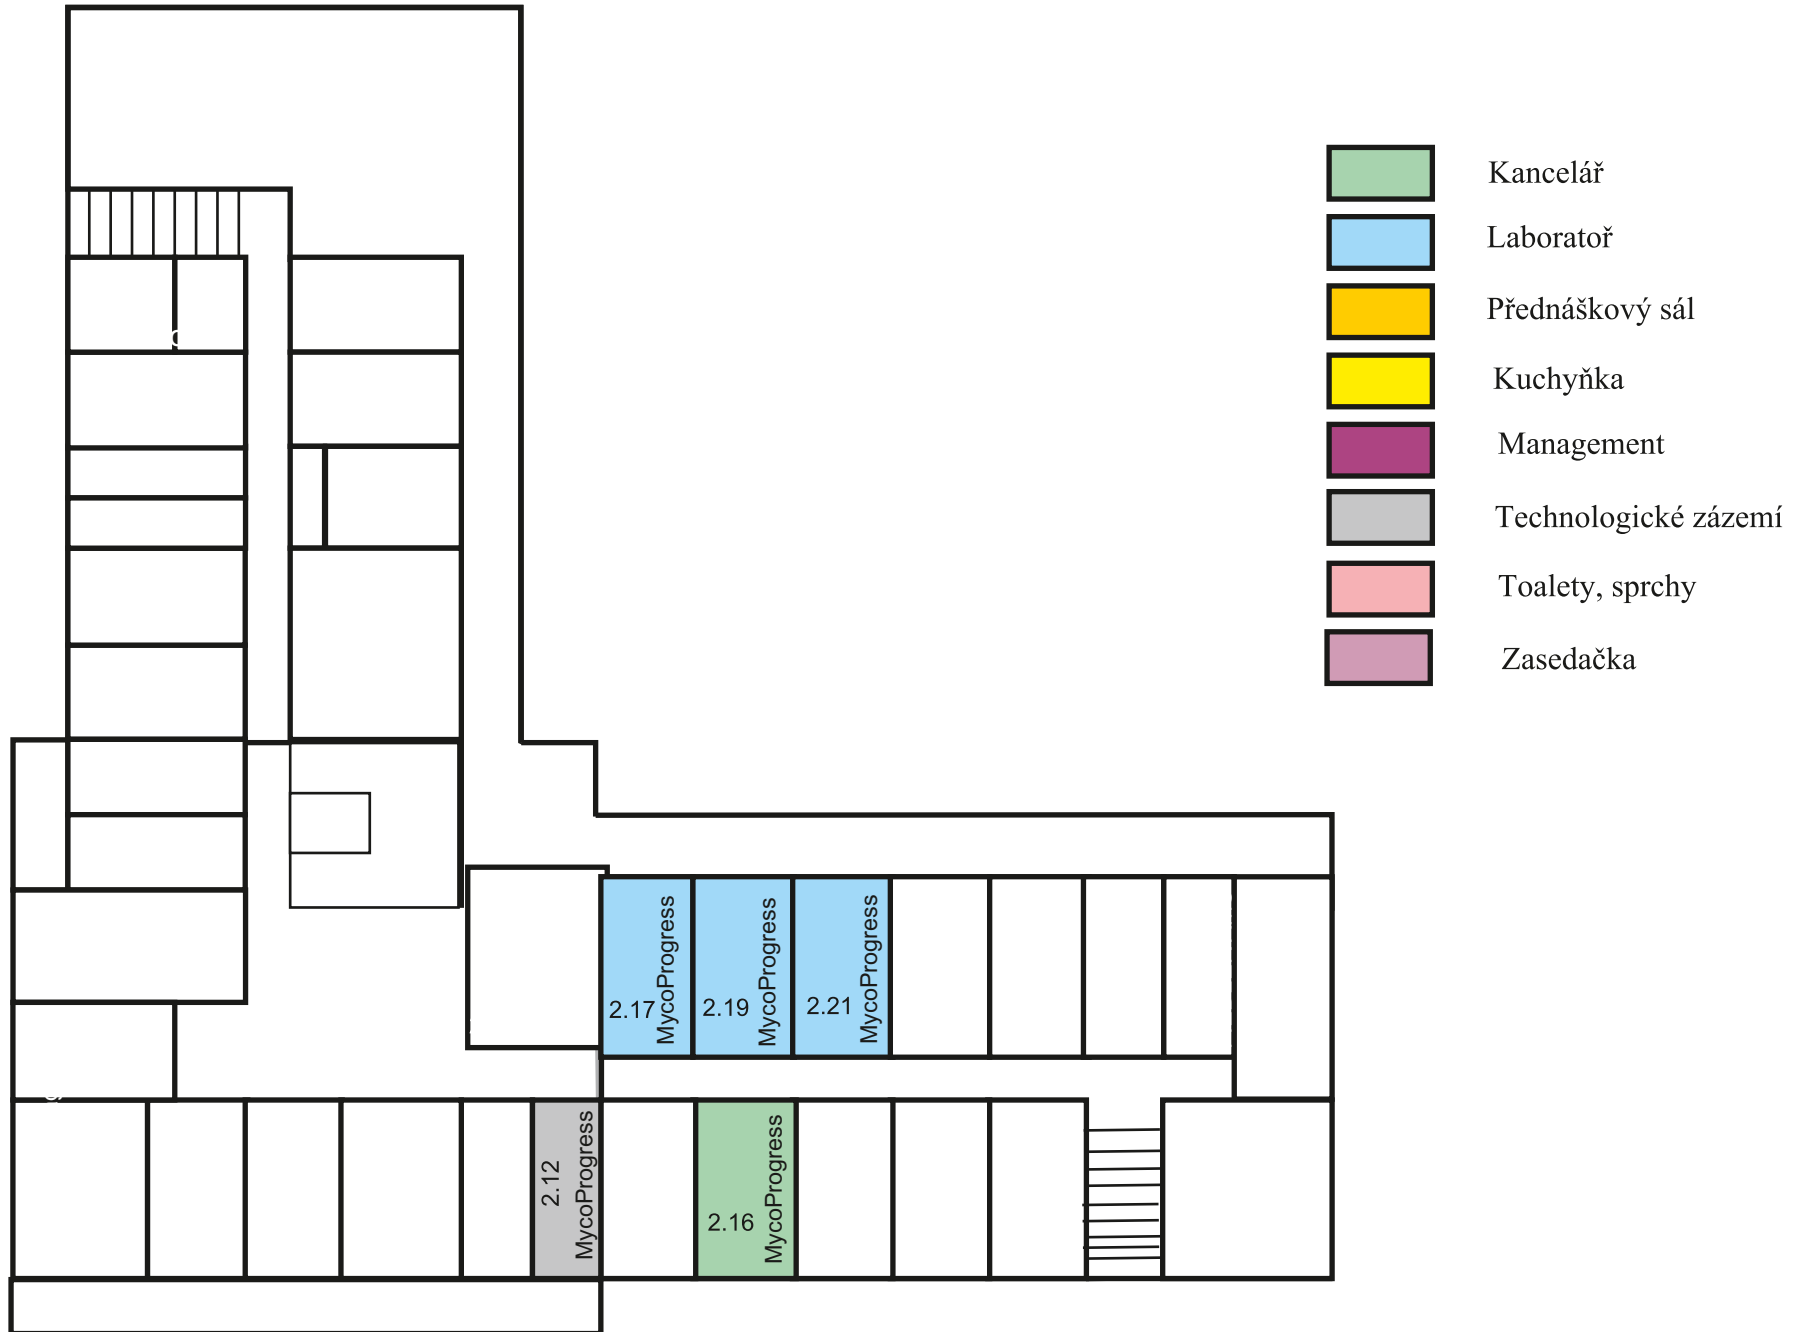 Kancelář
Laboratoř
Přednáškový sál
Kuchyňka
Management
Technologické zázemí
Toalety, sprchy
Zasedačka
2.17
MycoProgress
2.19
MycoProgress
2.21
MycoProgress
2.12
MycoProgress
2.16
MycoProgress